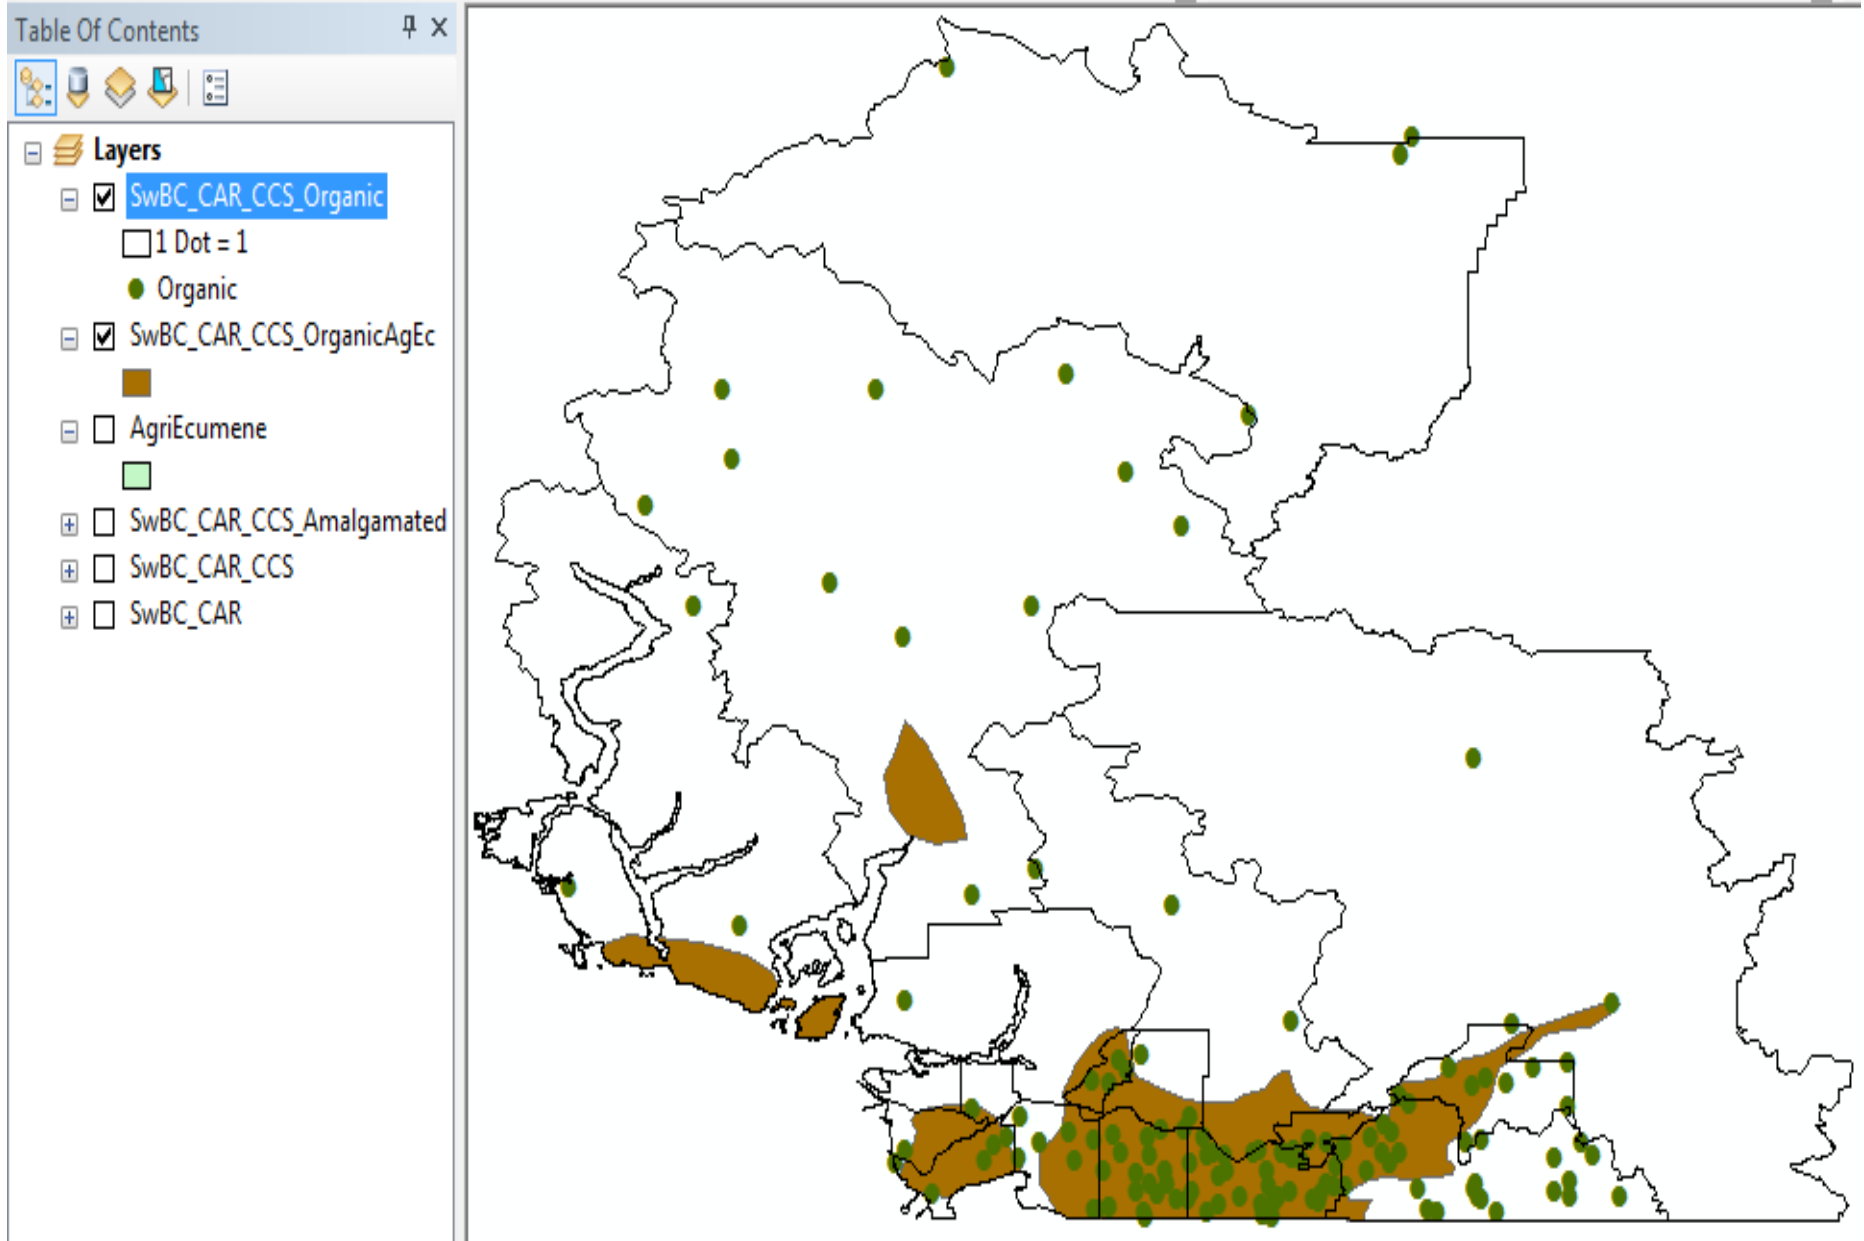 Table Of Contents
Layers
SwBC_CAR_CCS_Organic
1 Dot = 1
Organic
SwBC_CAR_CCS_OrganicAgEc
AgriEcumene
SwBC_CAR_CCS_Amalgamated
SwBC_CAR_CCS
SwBC_CAR